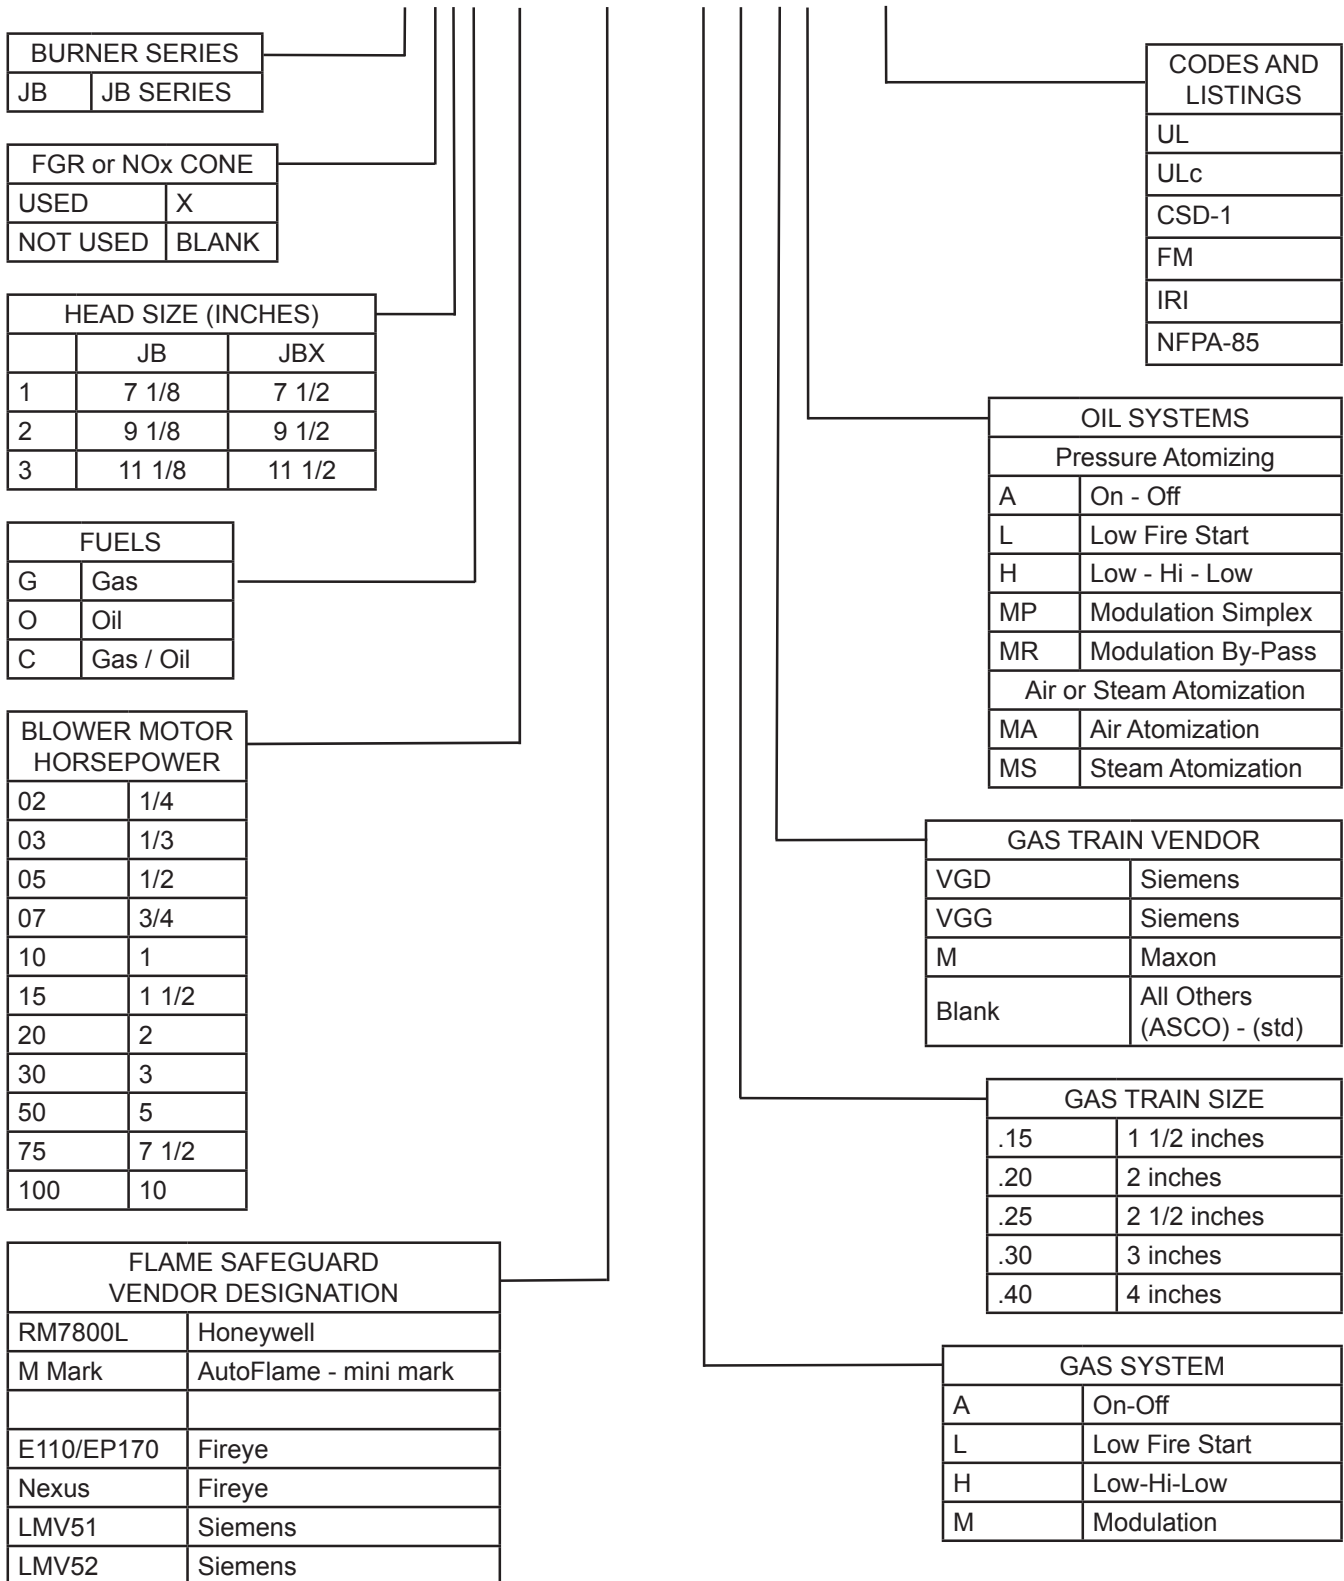 BURNER SERIES
JB JB SERIES
FGR or NOx CONE
USED X
NOT USED BLANK
HEAD SIZE (INCHES)
JB JBX
1 7 1/8 7 1/2
2 9 1/8 9 1/2
3 11 1/8 11 1/2
FUELS
G Gas
O Oil
C Gas / Oil
BLOWER MOTOR
HORSEPOWER
02 1/4
03 1/3
05 1/2
07 3/4
10 1
15 1 1/2
20 2
30 3
50 5
75 7 1/2
100 10
FLAME SAFEGUARD
VENDOR DESIGNATION
RM7800L Honeywell
M Mark AutoFlame - mini mark
E110/EP170 Fireye
Nexus Fireye
LMV51 Siemens
LMV52 Siemens
CODES AND
LISTINGS
UL
ULc
CSD-1
FM
IRI
NFPA-85
OIL SYSTEMS
Pressure Atomizing
A On - Off
L Low Fire Start
H Low - Hi - Low
MP Modulation Simplex
MR Modulation By-Pass
Air or Steam Atomization
MA Air Atomization
MS Steam Atomization
GAS TRAIN VENDOR
VGD Siemens
VGG Siemens
M Maxon
Blank All Others
(ASCO) - (std)
GAS TRAIN SIZE
.15 1 1/2 inches
.20 2 inches
.25 2 1/2 inches
.30 3 inches
.40 4 inches
GAS SYSTEM
A On-Off
L Low Fire Start
H Low-Hi-Low
M Modulation